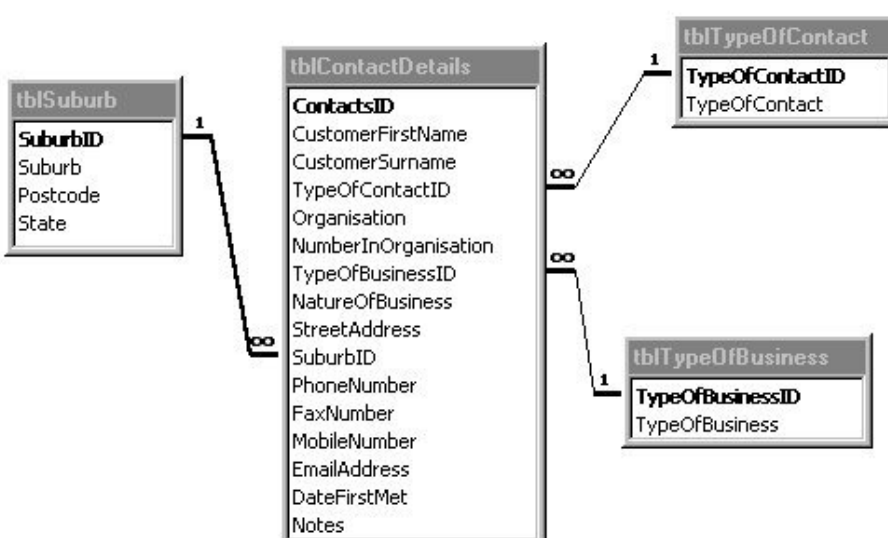 tblSuburb
SuburbID
Suburb
Postcode
State
1
∞
tblContactDetails
ContactsID
CustomerFirstName
CustomerSurname
TypeOfContactID
Organisation
NumberInOrganisation
TypeOfBusinessID
NatureOfBusiness
StreetAddress
SuburbID
PhoneNumber
FaxNumber
MobileNumber
EmailAddress
DateFirstMet
Notes
∞
1
tblTypeOfContact
TypeOfContactID
TypeOfContact
∞
1
tblTypeOfBusiness
TypeOfBusinessID
TypeOfBusiness